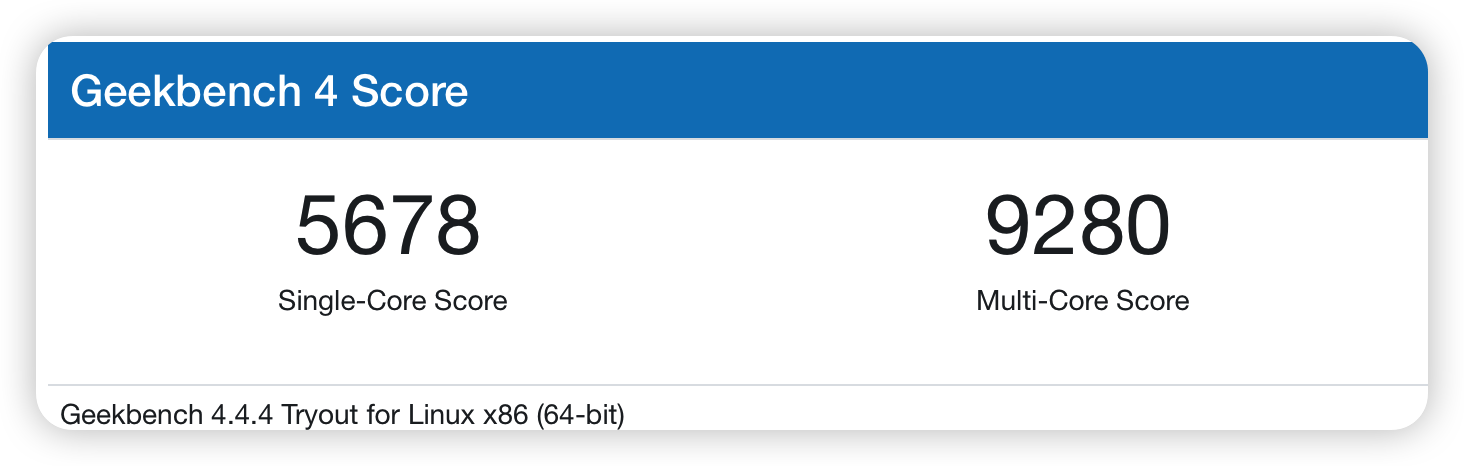 Geekbench 4 Score
5678
9280
Single-Core Score
Multi-Core Score
Geekbench 4.4.4 Tryout for Linux x86 (64-bit)